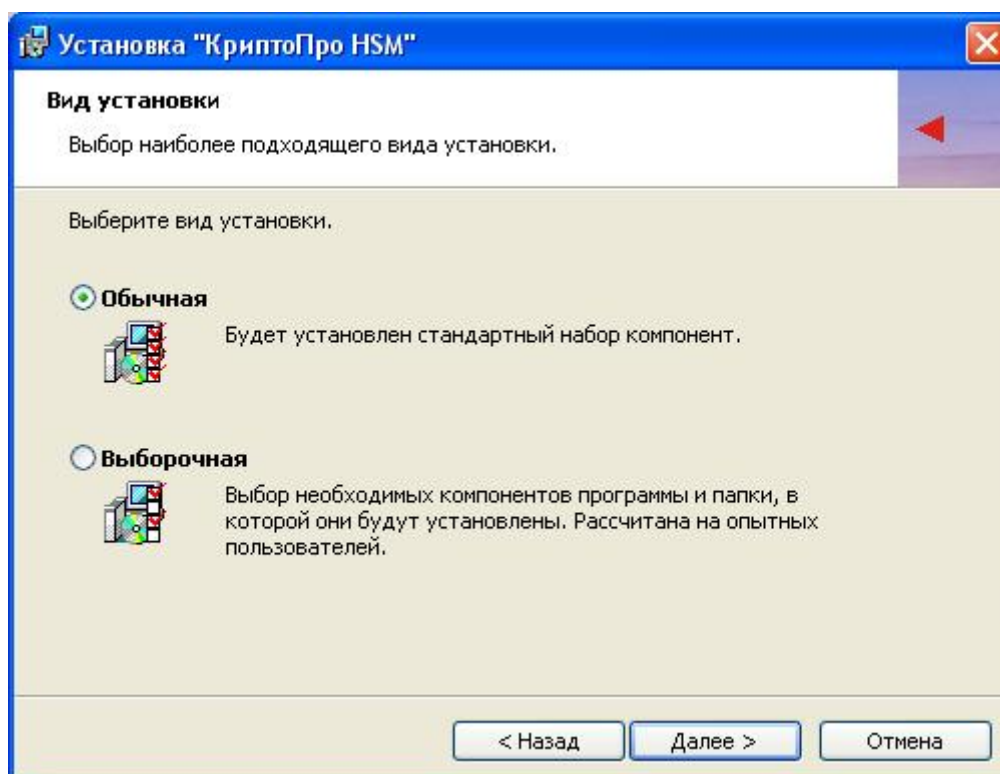 Установка "КриптоПро HSM"
Вид установки
Выбор наиболее подходящего вида установки.
Выберите вид установки.
Обычная
Будет установлен стандартный набор компонент.
Выборочная
Выбор необходимых компонентов программы и папки, в
которой они будут установлены. Рассчитана на опытных
пользователей.
< Назад
Далее >
Отмена